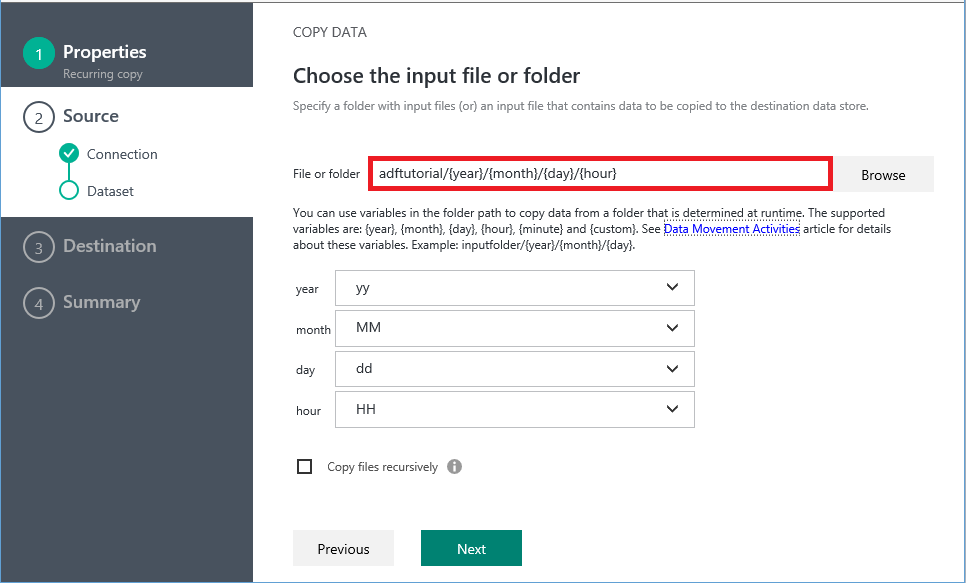 1
Properties
Recurring copy
2
Source
Connection
Dataset
3
Destination
4
Summary
COPY DATA
Choose the input file or folder
Specify a folder with input files (or) an input file that contains data to be copied to the destination data store.
File or folder adftutorial/{year}/{month}/{day}/{hour} Browse
You can use variables in the folder path to copy data from a folder that is determined at runtime. The supported
variables are: {year}, {month}, {day}, {hour}, {minute} and {custom}. See Data Movement Activities article for details
about these variables. Example: inputfolder/{year}/{month}/{day}.
year yy
month MM
day dd
hour HH
Copy files recursively i
Previous Next